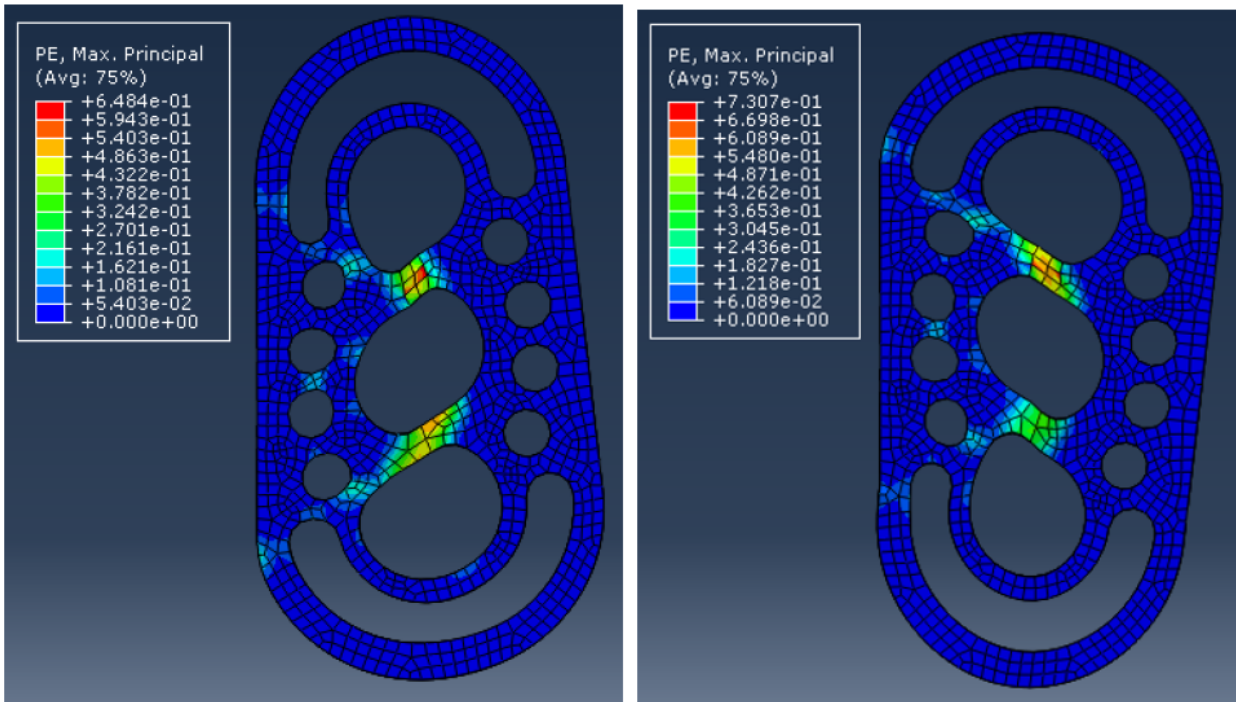 PE, Max. Principal
(Avg: 75%)
+6.484e-01
+5.943e-01
+5.403e-01
+4.863e-01
+4.322e-01
+3.782e-01
+3.242e-01
+2.701e-01
+2.161e-01
+1.621e-01
+1.081e-01
+5.403e-02
+0.000e+00
PE, Max. Principal
(Avg: 75%)
+7.307e-01
+6.698e-01
+6.089e-01
+5.480e-01
+4.871e-01
+4.262e-01
+3.653e-01
+3.045e-01
+2.436e-01
+1.827e-01
+1.218e-01
+6.089e-02
+0.000e+00